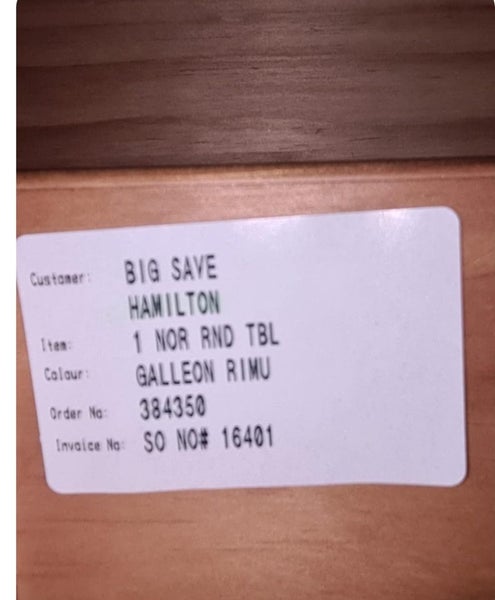 Customer: BIG SAVE
HAMILTON
Item: 1 NOR RND TBL
Colour: GALLEON RIMU
Order No: 384350
Invoice No: SO NO# 16401